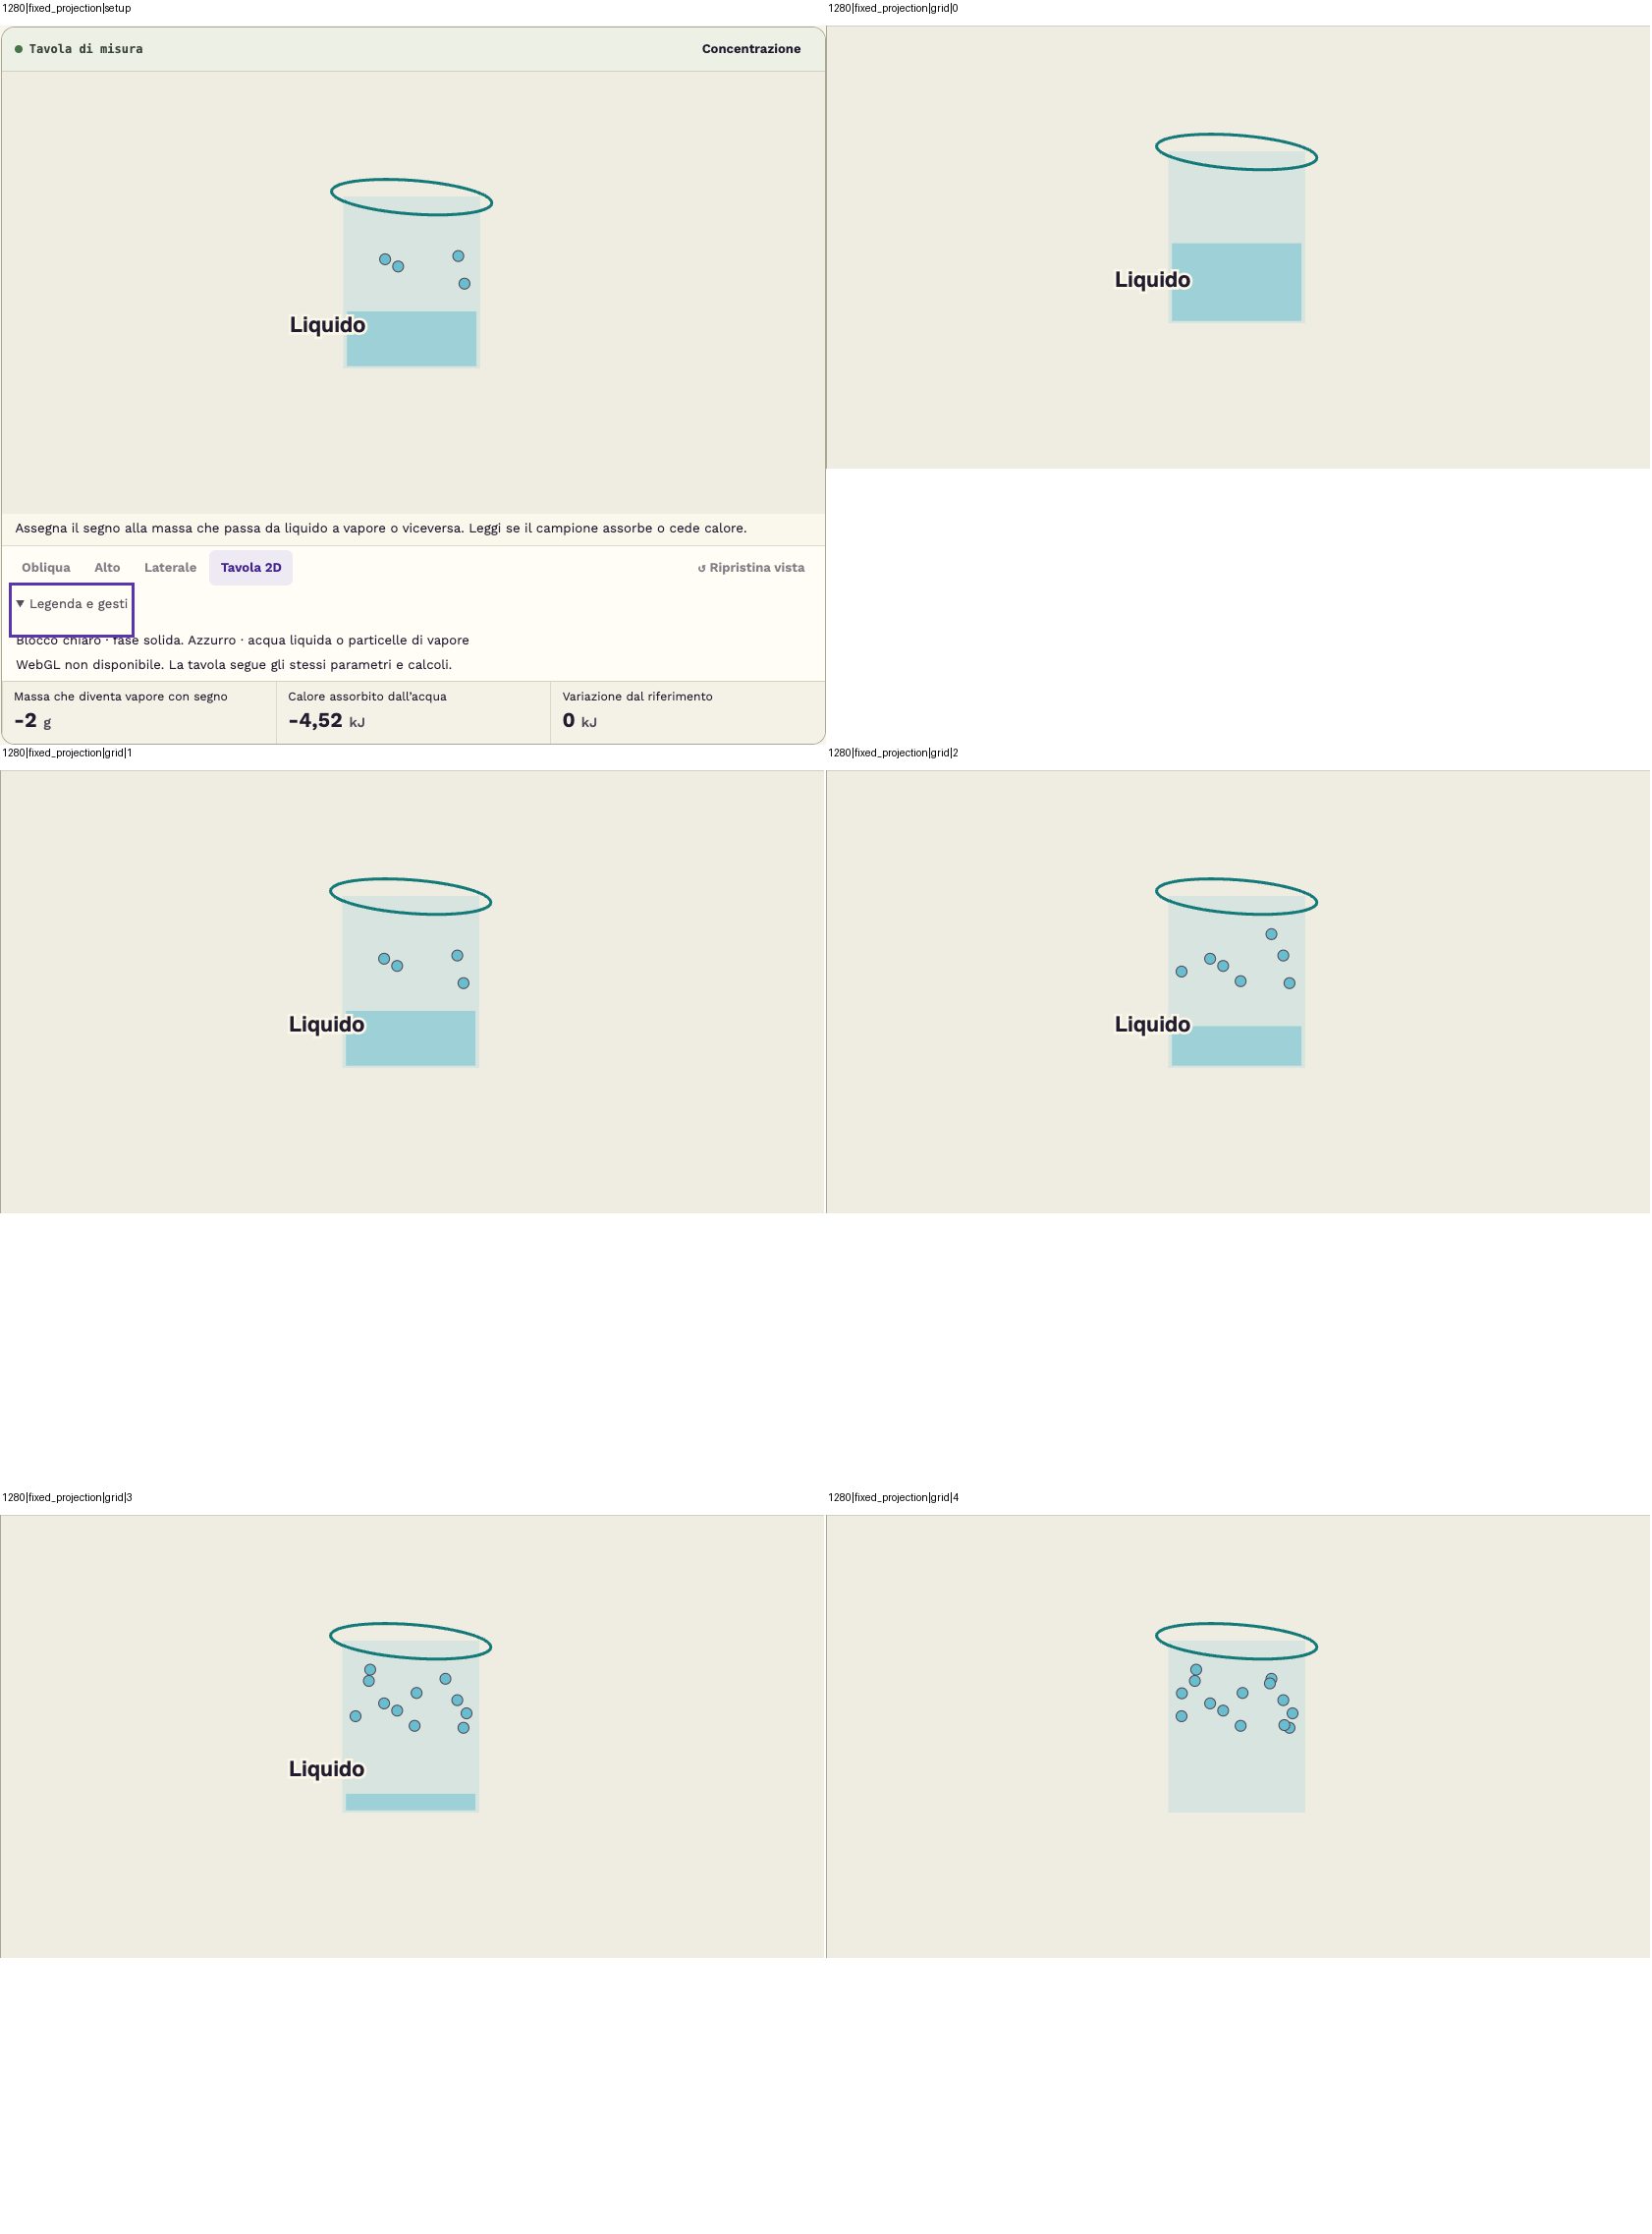 1280|fixed_projection|setup
1280|fixed_projection|grid|0
Tavola di misura
Concentrazione
Liquido
Liquido
Assegna il segno alla massa che passa da liquido a vapore o viceversa. Leggi se il campione assorbe o cede calore.
Obliqua Alto Laterale Tavola 2D ↺ Ripristina vista
▼ Legenda e gesti
Blocco chiaro · fase solida. Azzurro · acqua liquida o particelle di vapore
WebGL non disponibile. La tavola segue gli stessi parametri e calcoli.
Massa che diventa vapore con segno
-2 g
Calore assorbito dall'acqua
-4,52 kJ
Variazione dal riferimento
0 kJ
1280|fixed_projection|grid|1
1280|fixed_projection|grid|2
Liquido
Liquido
1280|fixed_projection|grid|3
1280|fixed_projection|grid|4
Liquido